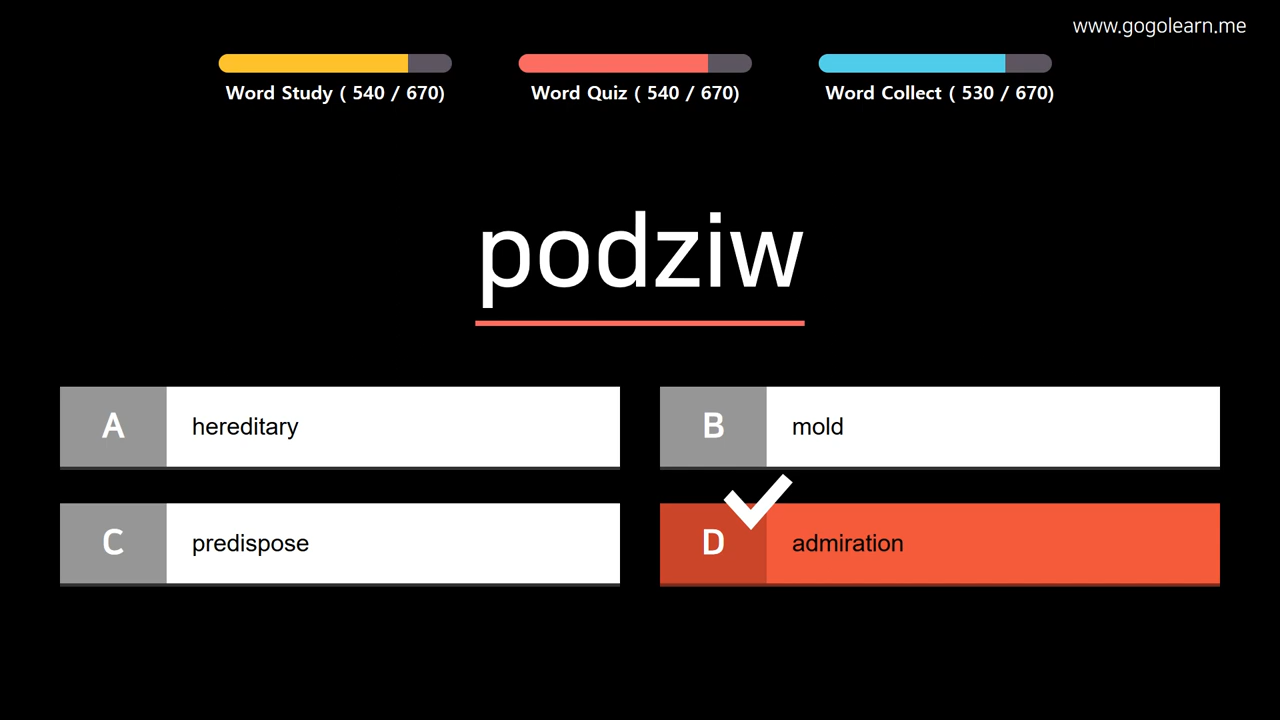 www.gogolearn.me
Word Study ( 540 / 670)
Word Quiz ( 540 / 670)
Word Collect ( 530 / 670)
podziw
A hereditary
B mold
C predispose
D admiration